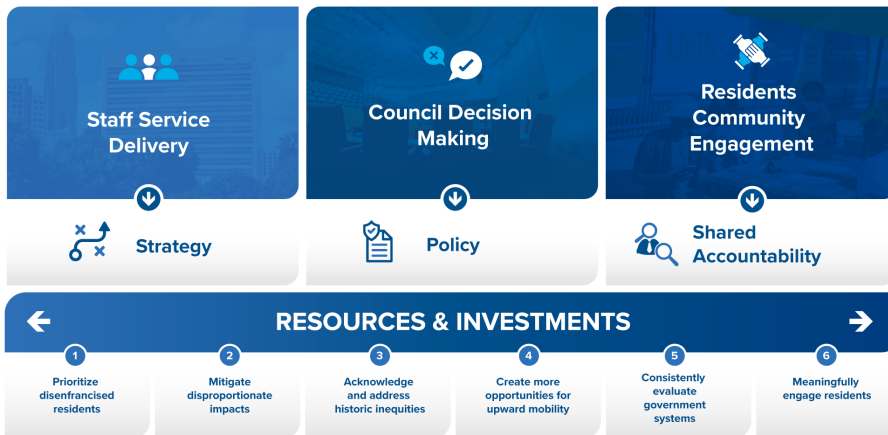 Staff Service
Delivery
Council Decision
Making
Residents
Community
Engagement
Strategy
Policy
Shared
Accountability
RESOURCES & INVESTMENTS
1
Prioritize
disenfrancised
residents
2
Mitigate
disproportionate
impacts
3
Acknowledge
and address
historic inequities
4
Create more
opportunities for
upward mobility
5
Consistently
evaluate
government
systems
6
Meaningfully
engage residents